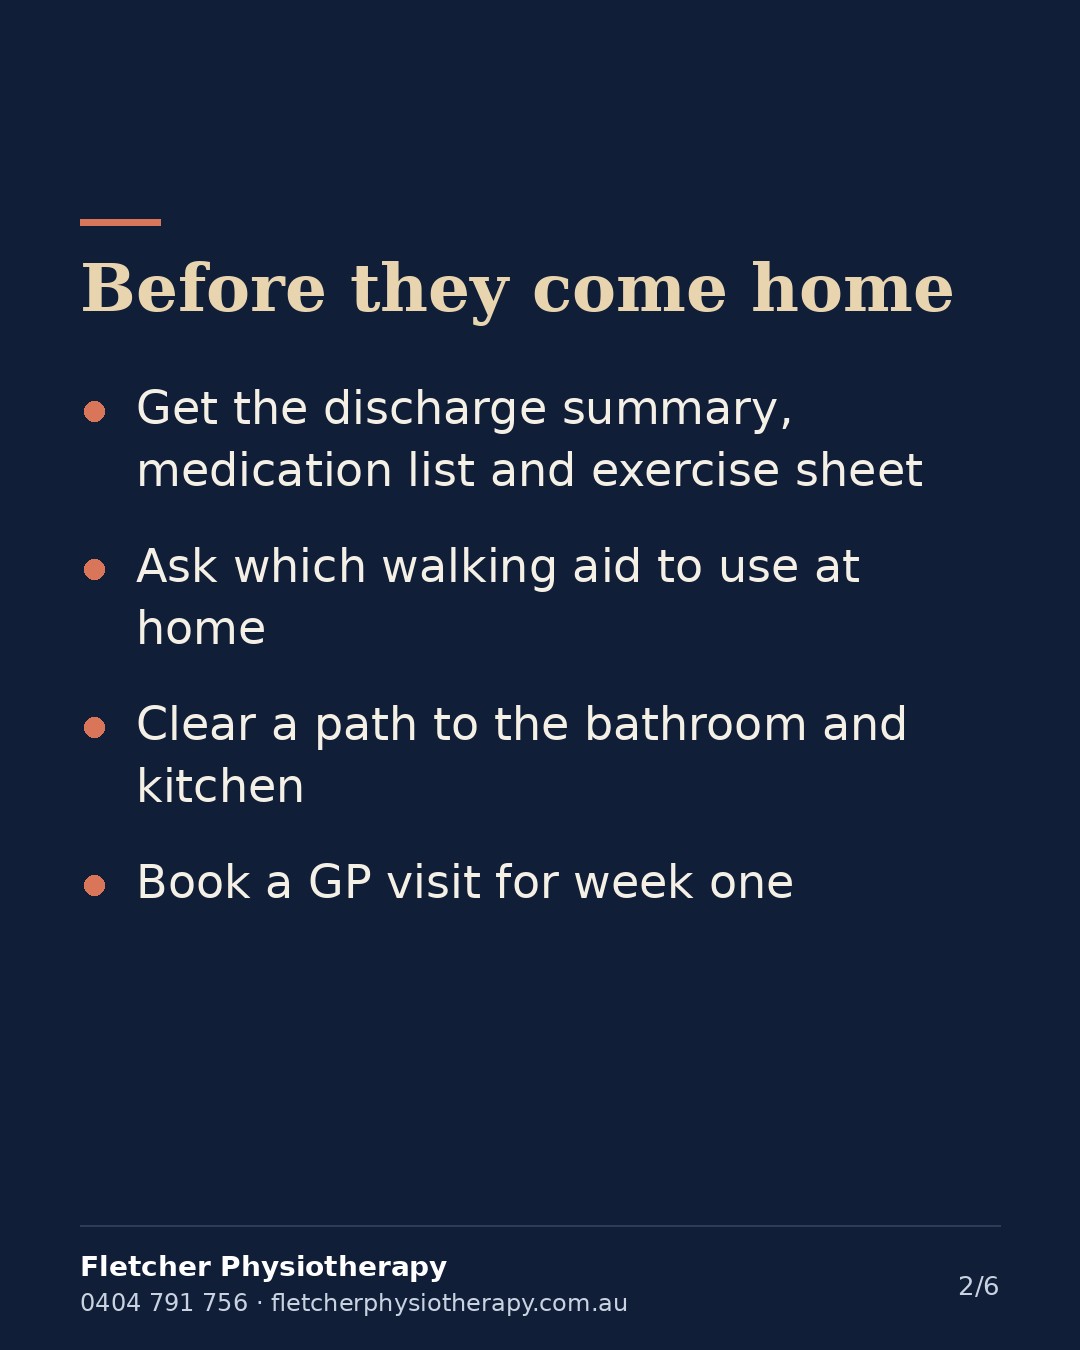 Before they come home
Get the discharge summary,
medication list and exercise sheet
Ask which walking aid to use at
home
Clear a path to the bathroom and
kitchen
Book a GP visit for week one
Fletcher Physiotherapy
0404 791 756 · fletcherphysiotherapy.com.au
2/6